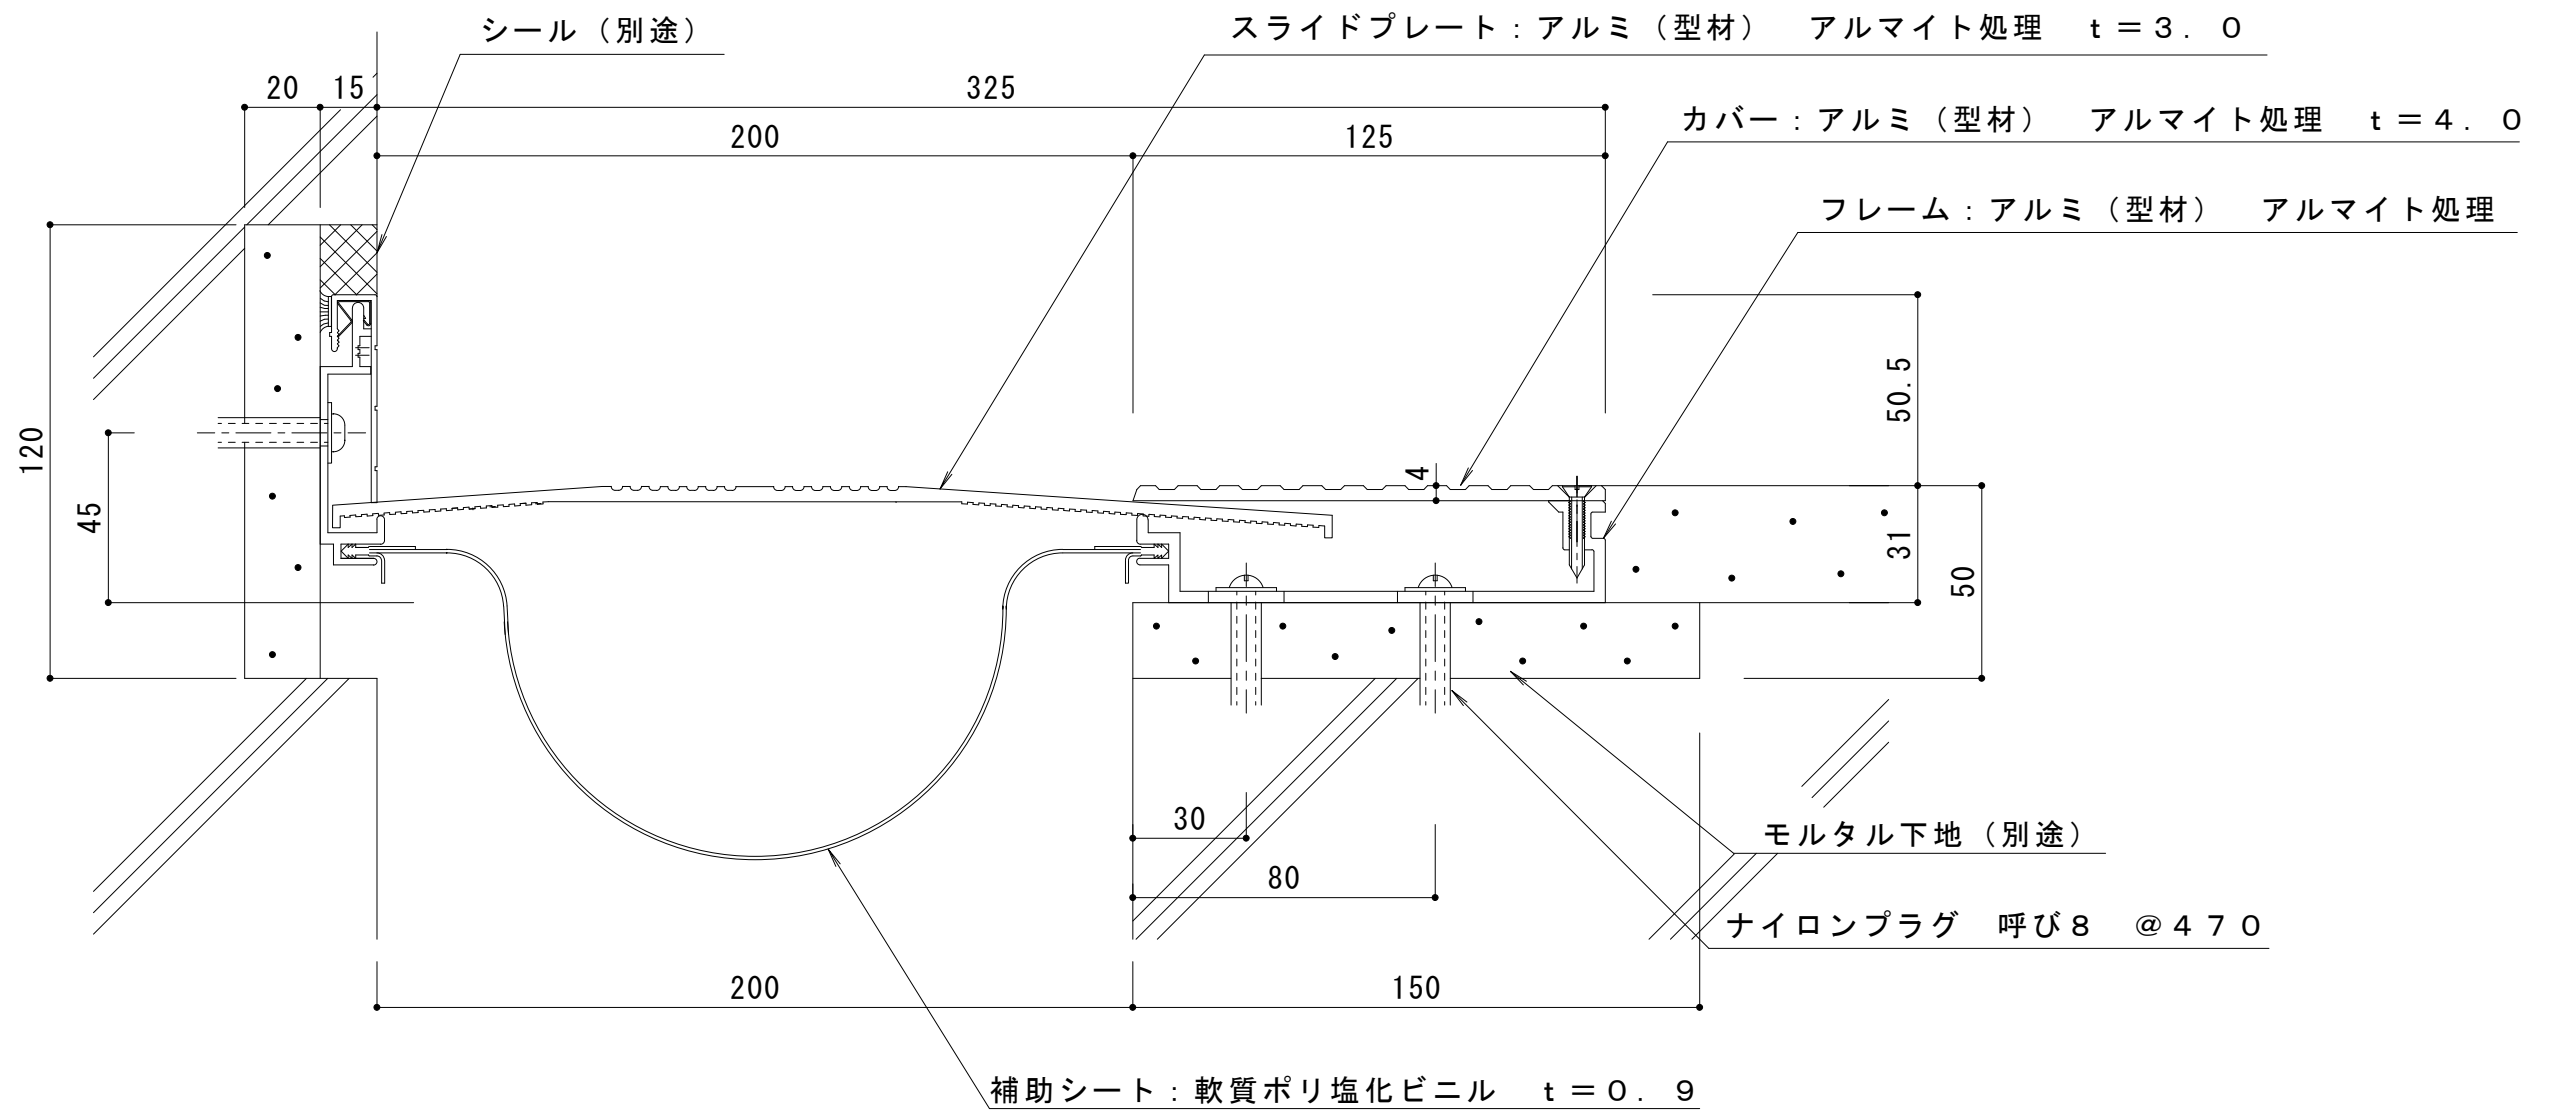 シール（別途）
スライドプレート：アルミ（型材）　アルマイト処理　ｔ＝３．０
20
15
325
200
125
カバー：アルミ（型材）　アルマイト処理　ｔ＝４．０
フレーム：アルミ（型材）　アルマイト処理
50.5
120
45
4
31
50
30
80
モルタル下地（別途）
ナイロンプラグ　呼び８　＠４７０
200
150
補助シート：軟質ポリ塩化ビニル　ｔ＝０．９